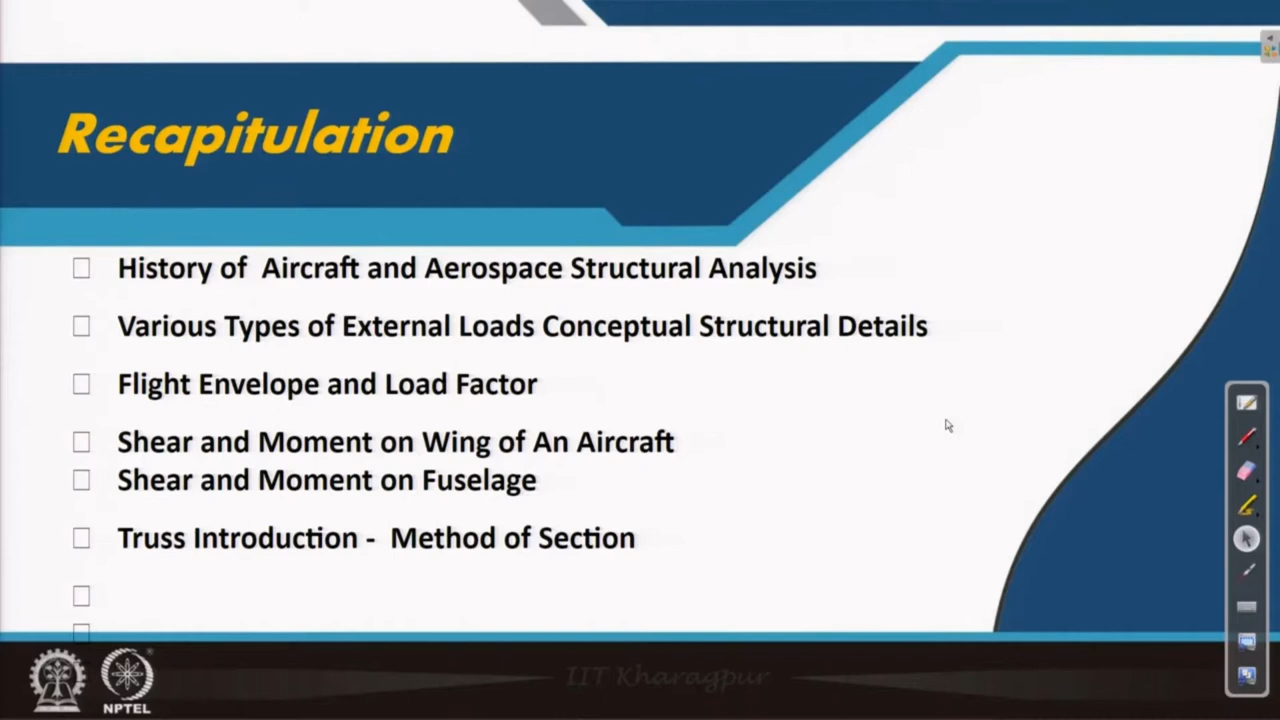 Recapitulation
History of Aircraft and Aerospace Structural Analysis
Various Types of External Loads Conceptual Structural Details
Flight Envelope and Load Factor
Shear and Moment on Wing of An Aircraft
Shear and Moment on Fuselage
Truss Introduction - Method of Section
IIT Kharagpur
NPTEL